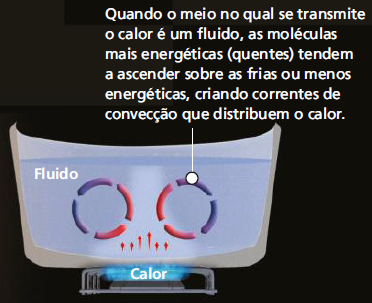 Quando o meio no qual se transmite
o calor é um fluido, as moléculas
mais energéticas (quentes) tendem
a ascender sobre as frias ou menos
energéticas, criando correntes de
convecção que distribuem o calor.
Fluido
Calor